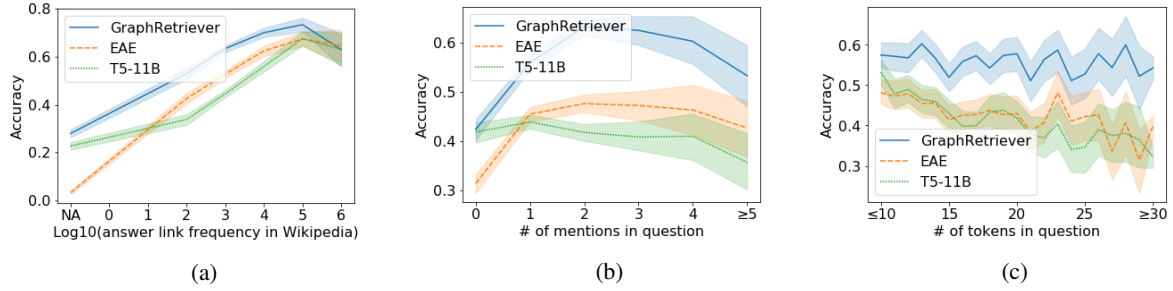 GraphRetriever
EAE
T5-11B
Accuracy
0.8
0.6
0.4
0.2
0.0
NA 0 1 2 3 4 5 6
Log10(answer link frequency in Wikipedia)
(a)
GraphRetriever
EAE
T5-11B
Accuracy
0.6
0.5
0.4
0.3
0 1 2 3 4 ≥5
# of mentions in question
(b)
Accuracy
0.6
0.5
0.4
0.3
GraphRetriever
EAE
T5-11B
≤10 15 20 25 ≥30
# of tokens in question
(c)